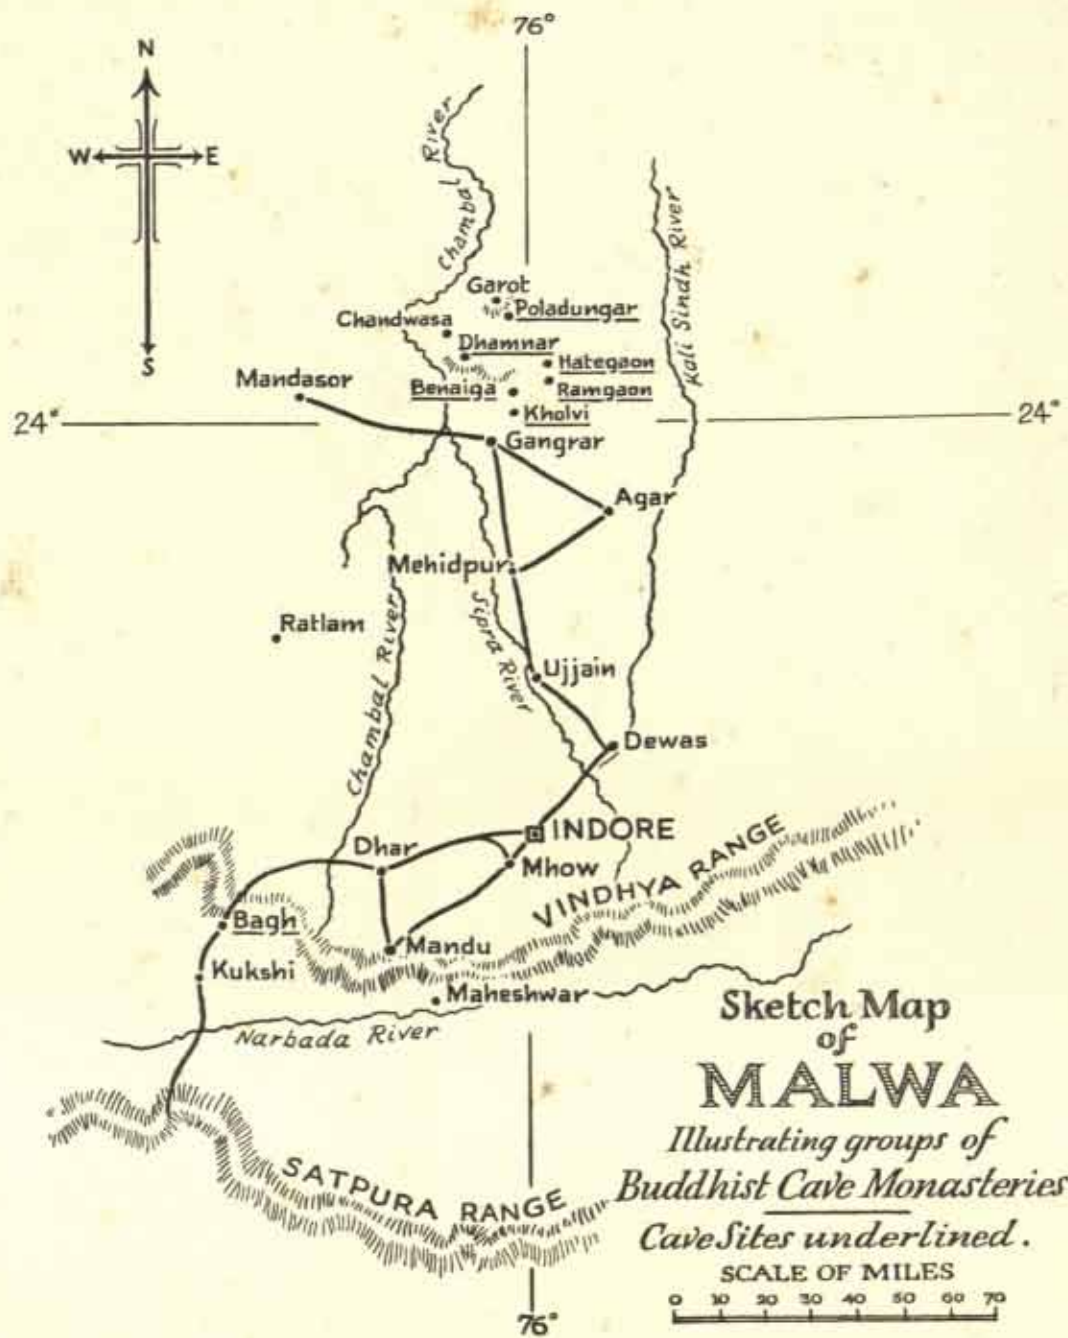 76°
N
W E
S
Chambal River
Kali Sindh River
Garot
Poladungar
Chandwasa
Dhamnar
Hategaon
Mandasor
Benaiga
Ramgaon
Kholvi
24°
24°
Gangrar
Agar
Mehidpur
Ratlam
Chambal River
Sipra River
Ujjain
Dewas
INDORE
Dhar
Mhow
VINDHYA RANGE
Bagh
Mandu
Kukshi
Maheshwar
Narbada River
Sketch Map
of
MALWA
Illustrating groups of
Buddhist Cave Monasteries
Cave Sites underlined.
SATPURA RANGE
SCALE OF MILES
0 10 20 30 40 50 60 70
76°